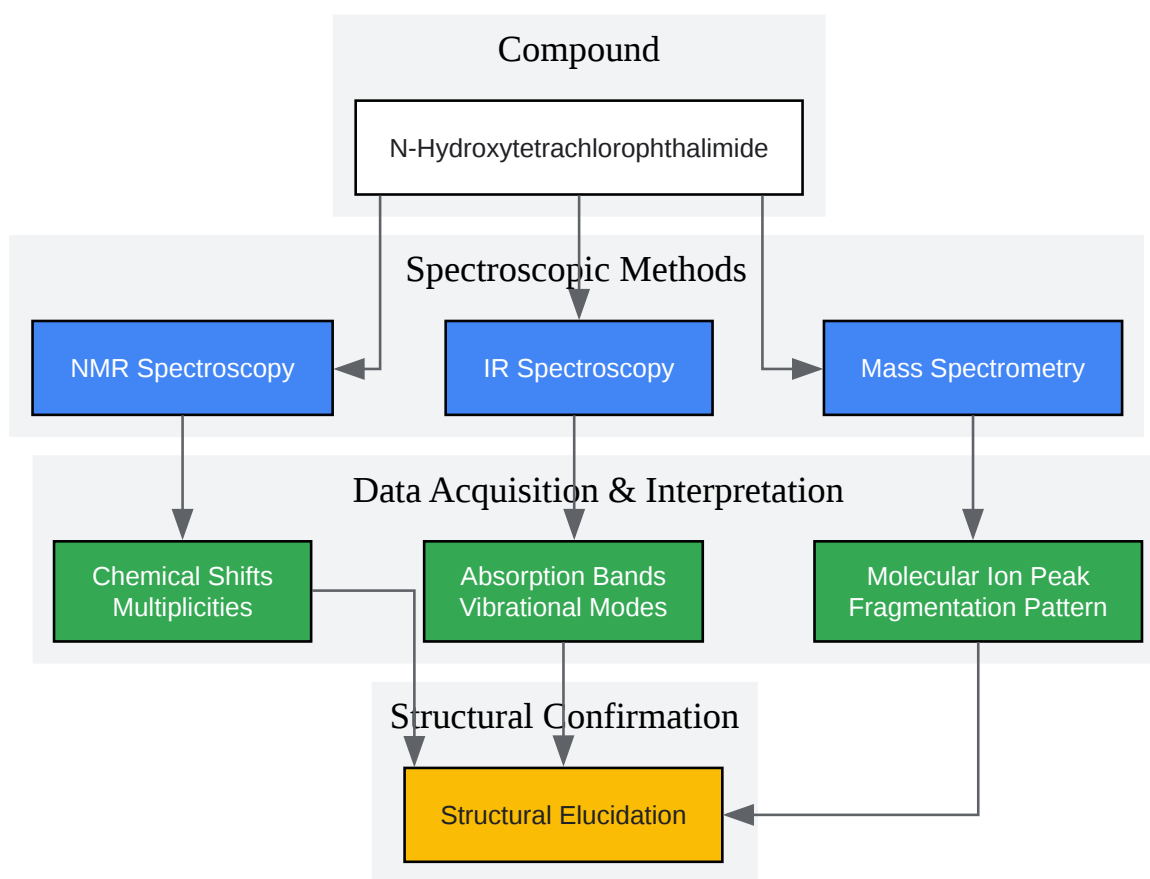 Compound
N-Hydroxytetrachlorophthalimide
Spectroscopic Methods
NMR Spectroscopy
IR Spectroscopy
Mass Spectrometry
Data Acquisition & Interpretation
Chemical Shifts
Multiplicities
Absorption Bands
Vibrational Modes
Molecular Ion Peak
Fragmentation Pattern
Structural Confirmation
Structural Elucidation